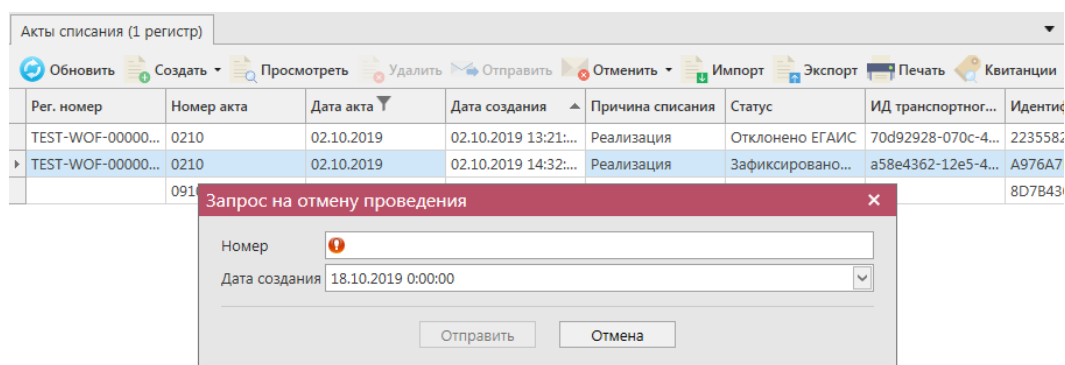 Акты списания (1 регистр)
Обновить Создать Просмотреть Удалить Отправить Отменить Импорт Экспорт Печать Квитанции
Рег. номер Номер акта Дата акта Дата создания Причина списания Статус ИД транспортног... Идентиф
TEST-WOF-00000... 0210 02.10.2019 02.10.2019 13:21:... Реализация Отклонено ЕГАИС 70d92928-070c-4... 2235582
TEST-WOF-00000... 0210 02.10.2019 02.10.2019 14:32:... Реализация Зафиксировано... a58e4362-12e5-4... A976A7
091 8D7B43
Запрос на отмену проведения
Номер
Дата создания 18.10.2019 0:00:00
Отправить Отмена